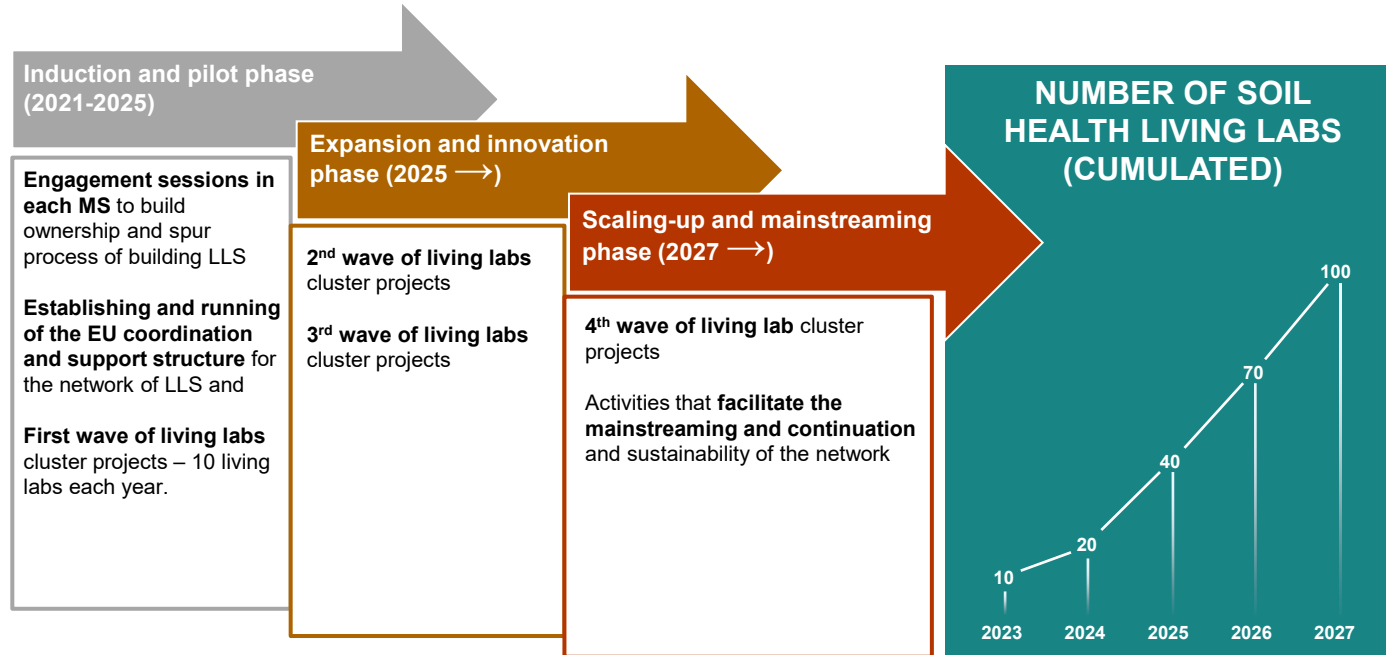 Induction and pilot phase
(2021-2025)
Engagement sessions in
each MS to build
ownership and spur
process of building LLS
Establishing and running
of the EU coordination
and support structure for
the network of LLS and
First wave of living labs
cluster projects – 10 living
labs each year.
Expansion and innovation
phase (2025 →)
2nd wave of living labs
cluster projects
3rd wave of living labs
cluster projects
Scaling-up and mainstreaming
phase (2027 →)
4th wave of living lab cluster
projects
Activities that facilitate the
mainstreaming and continuation
and sustainability of the network
NUMBER OF SOIL
HEALTH LIVING LABS
(CUMULATED)
100
70
40
20
10
2023 2024 2025 2026 2027